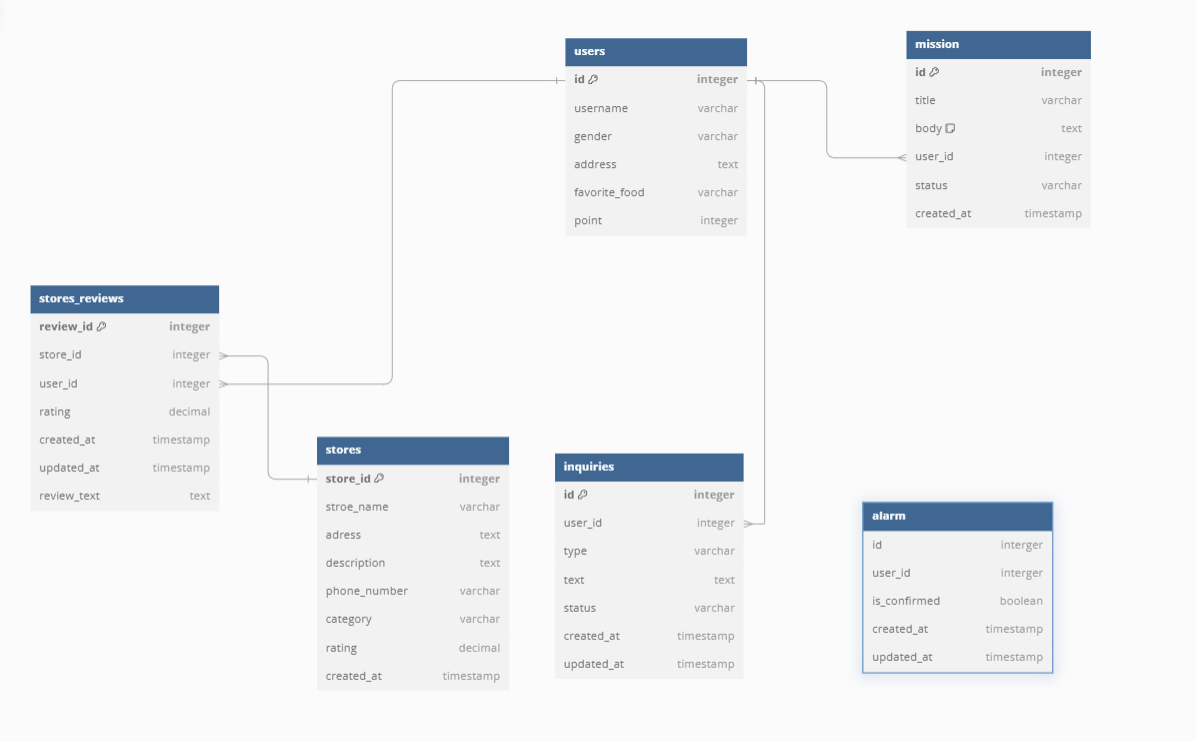 users
id integer
username varchar
gender varchar
address text
favorite_food varchar
point integer
mission
id integer
title varchar
body text
user_id integer
status varchar
created_at timestamp
stores_reviews
review_id integer
store_id integer
user_id integer
rating decimal
created_at timestamp
updated_at timestamp
review_text text
stores
store_id integer
stroe_name varchar
adress text
description text
phone_number varchar
category varchar
rating decimal
created_at timestamp
inquiries
id integer
user_id integer
type varchar
text text
status varchar
created_at timestamp
updated_at timestamp
alarm
id interger
user_id interger
is_confirmed boolean
created_at timestamp
updated_at timestamp